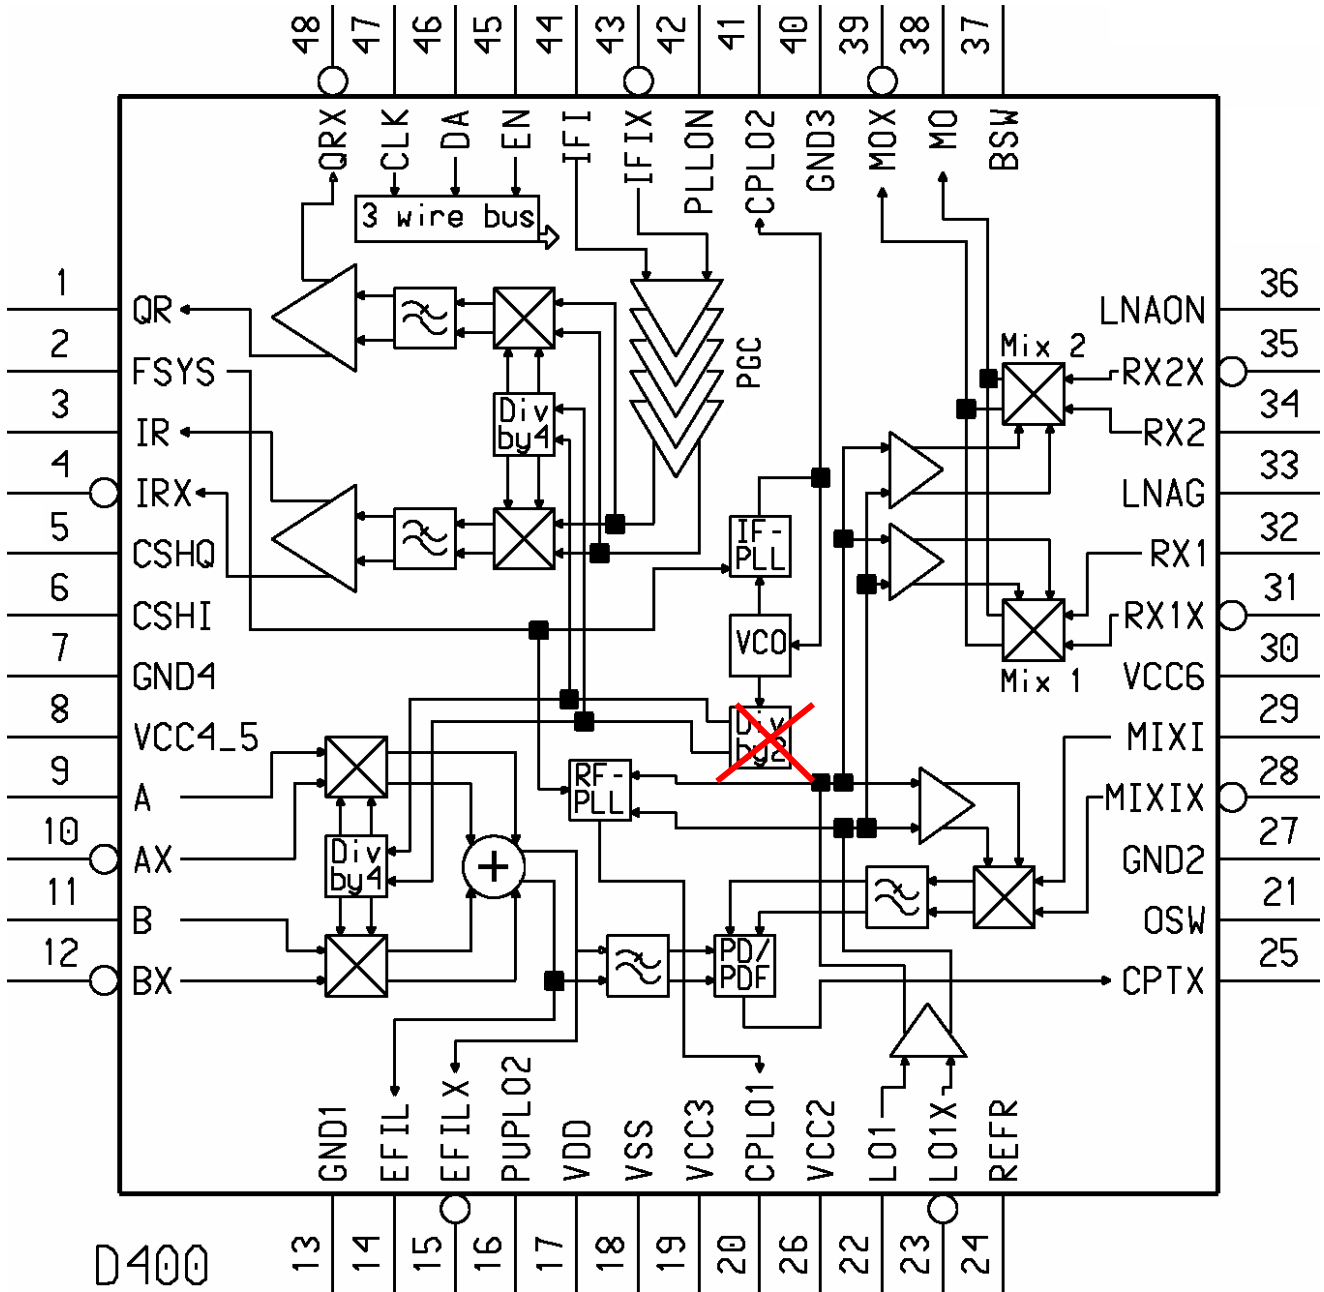 48
47
46
45
44
43
42
41
40
39
38
37
QRX
CLK
DA
EN
IFI
IFIX
PLLON
CPLO2
GND3
MOX
MO
BSW
3 wire bus
1
QR
2
FSYS
3
IR
4
IRX
5
CSHQ
6
CSHI
7
GND4
8
VCC4_5
9
A
10
AX
11
B
12
BX
Div
by4
PGC
IF-
PLL
VCO
Div
by2
RF-
PLL
Div
by4
+
PD/
PDF
Mix 2
Mix 1
36
LNAON
35
RX2X
34
RX2
33
LNAG
32
RX1
31
RX1X
30
VCC6
29
MIXI
28
MIXIX
27
GND2
21
OSW
25
CPTX
GND1
EFIL
EFILX
PUPLO2
VDD
VSS
VCC3
CPLO1
VCC2
LO1
LO1X
REFR
13
14
15
16
17
18
19
20
26
22
23
24
D400